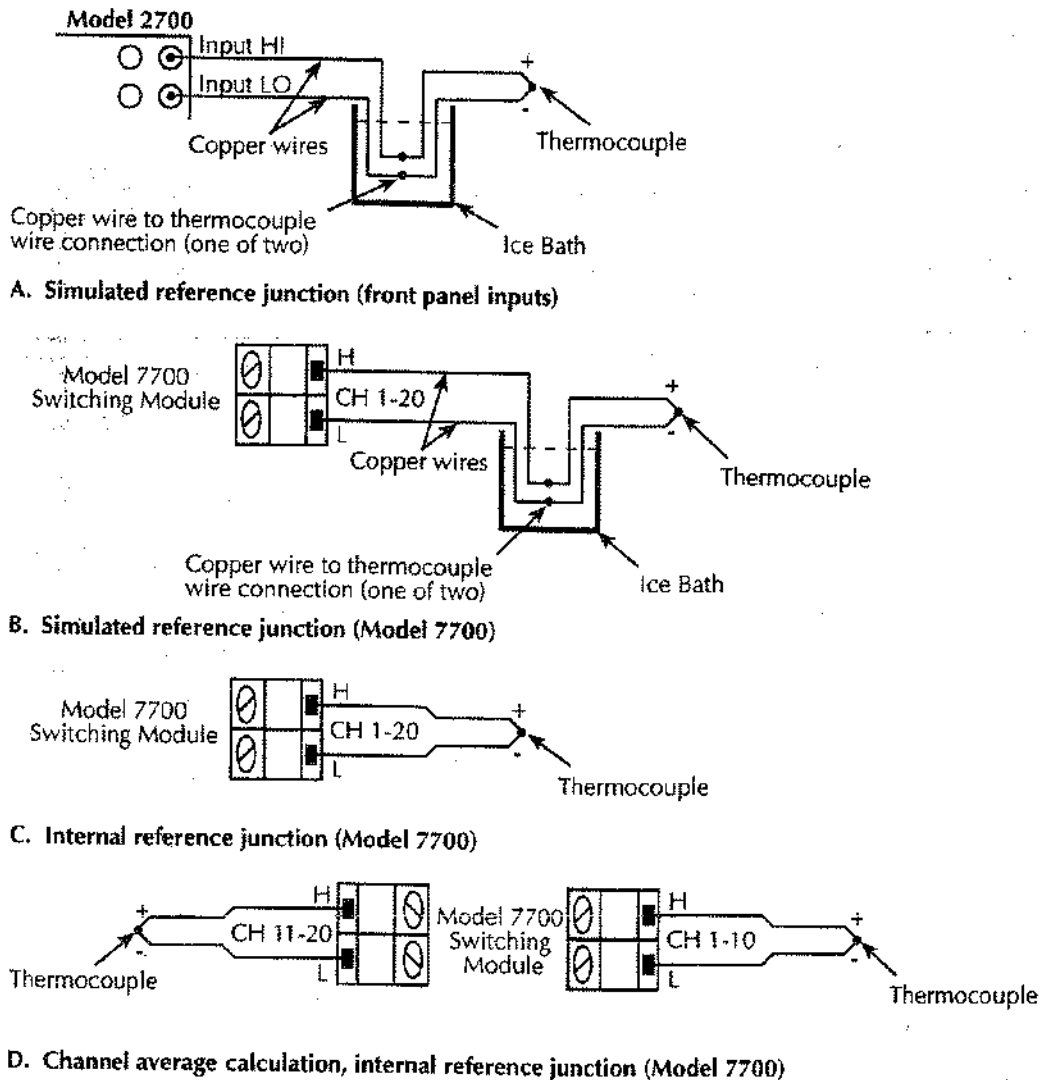 Model 2700
Input HI
Input LO
+
-
Copper wires
Thermocouple
Copper wire to thermocouple
wire connection (one of two)
Ice Bath
A. Simulated reference junction (front panel inputs)
Model 7700
Switching Module
H
CH 1-20
L
+
-
Copper wires
Thermocouple
Copper wire to thermocouple
wire connection (one of two)
Ice Bath
B. Simulated reference junction (Model 7700)
Model 7700
Switching Module
H
CH 1-20
L
+
-
Thermocouple
C. Internal reference junction (Model 7700)
+
-
H
CH 11-20
L
Thermocouple
Model 7700
Switching
Module
H
CH 1-10
L
+
-
Thermocouple
D. Channel average calculation, internal reference junction (Model 7700)